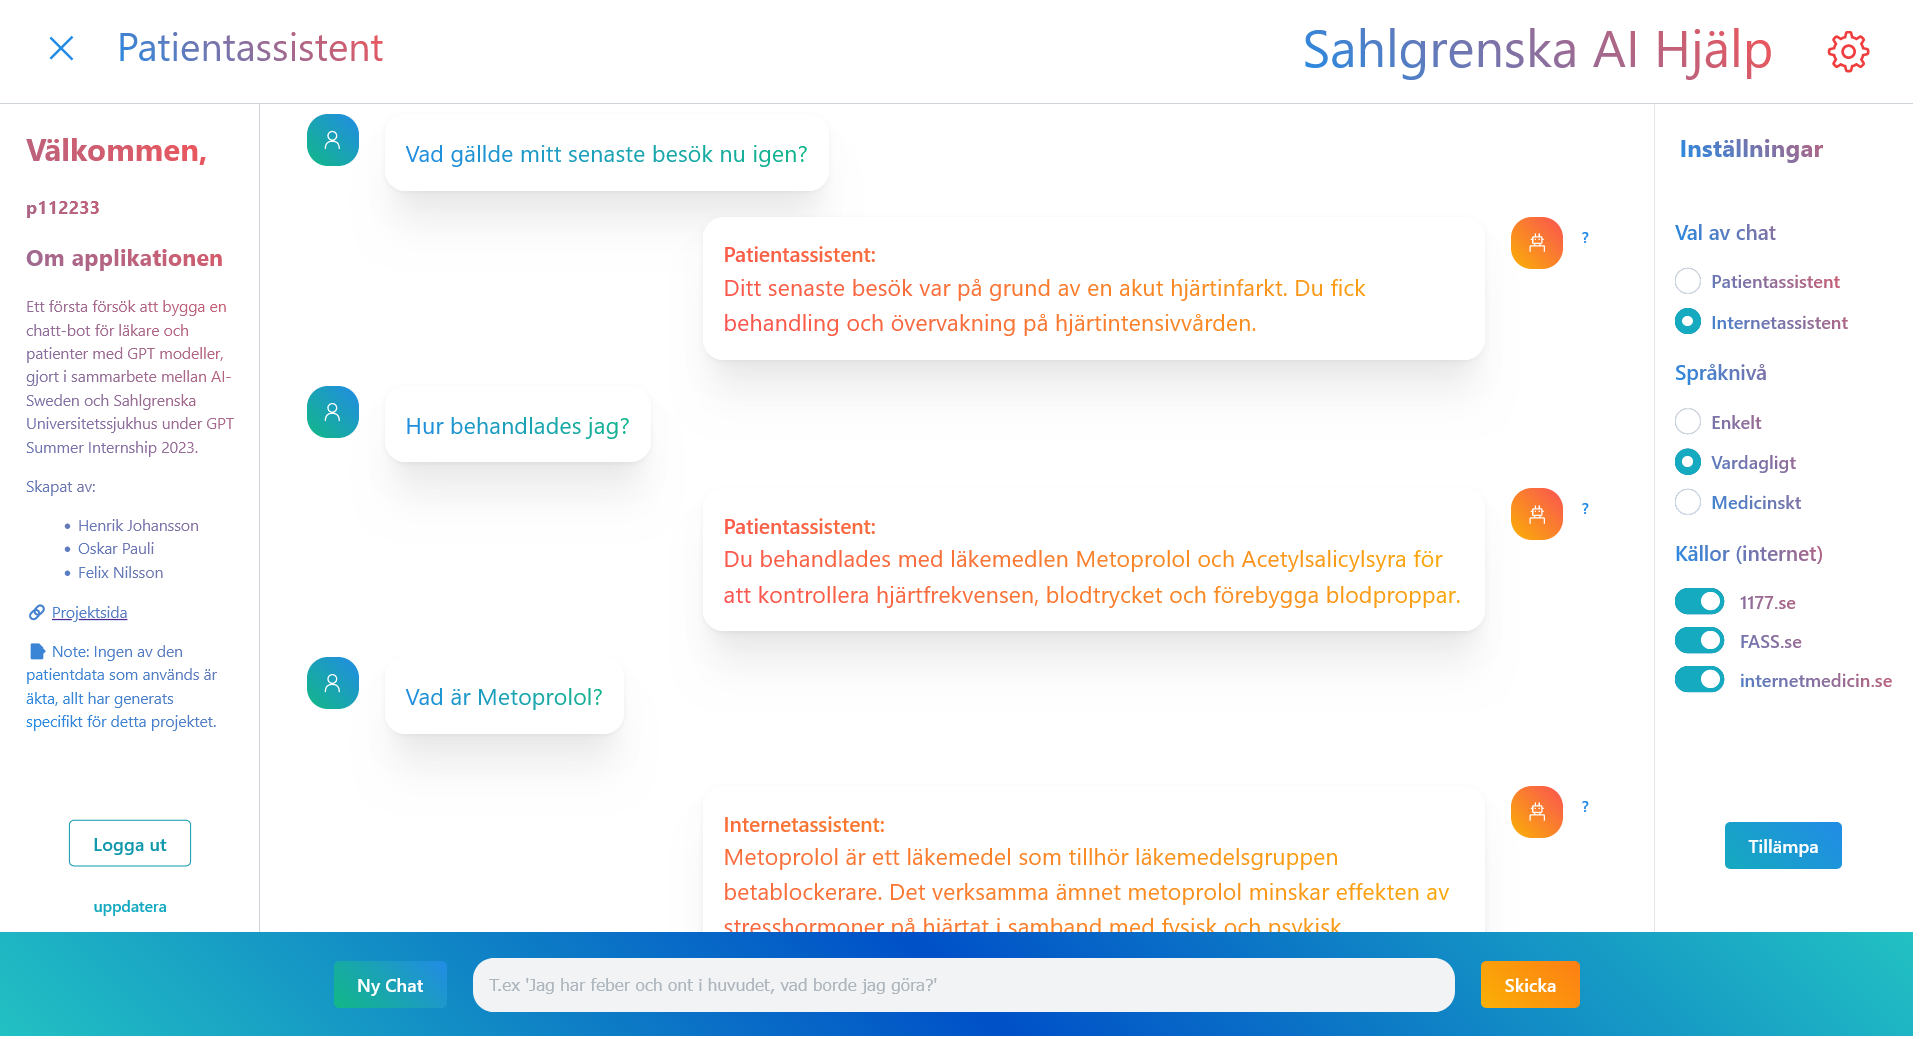 Patientassistent
Sahlgrenska AI Hjälp
Välkommen,
p112233
Om applikationen
Ett första försök att bygga en
chatt-bot för läkare och
patienter med GPT modeller,
gjort i sammarbete mellan AI-
Sweden och Sahlgrenska
Universitetssjukhus under GPT
Summer Internship 2023.
Skapat av:
Henrik Johansson
Oskar Pauli
Felix Nilsson
Projektsida
Note: Ingen av den
patientdata som används är
äkta, allt har generats
specifikt för detta projektet.
Logga ut
uppdatera
Vad gällde mitt senaste besök nu igen?
Patientassistent:
?
Ditt senaste besök var på grund av en akut hjärtinfarkt. Du fick
behandling och övervakning på hjärtintensivvården.
Hur behandlades jag?
Patientassistent:
?
Du behandlades med läkemedlen Metoprolol och Acetylsalicylsyra för
att kontrollera hjärtfrekvensen, blodtrycket och förebygga blodproppar.
Vad är Metoprolol?
Internetassistent:
?
Metoprolol är ett läkemedel som tillhör läkemedelsgruppen
betablockerare. Det verksamma ämnet metoprolol minskar effekten av
stresshormoner på hjärtat i samband med fysisk och psykisk
Inställningar
Val av chat
Patientassistent
Internetassistent
Språknivå
Enkelt
Vardagligt
Medicinskt
Källor (internet)
1177.se
FASS.se
internetmedicin.se
Tillämpa
Ny Chat
T.ex 'Jag har feber och ont i huvudet, vad borde jag göra?'
Skicka